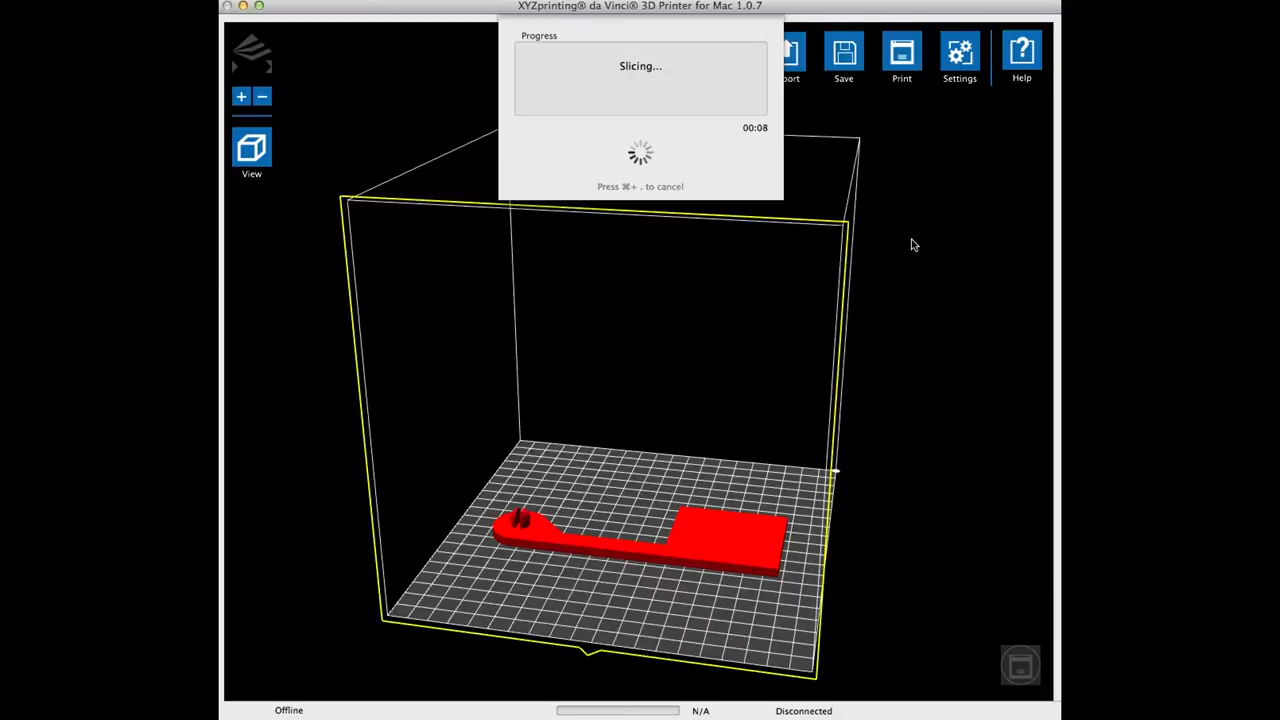 XYZprinting® da Vinci® 3D Printer for Mac 1.0.7
Progress
Slicing...
00:08
Press ⌘+ . to cancel
port
Save
Print
Settings
Help
View
Offline
N/A
Disconnected